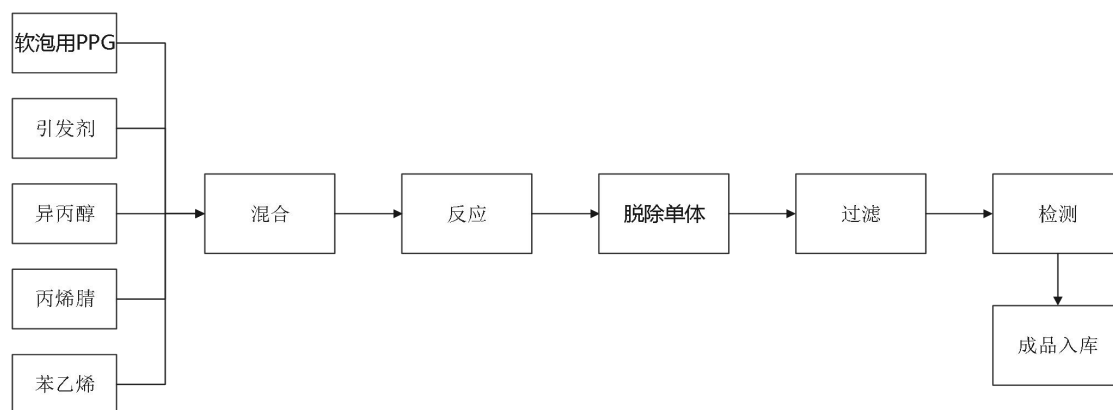 软泡用PPG
引发剂
异丙醇
丙烯腈
苯乙烯
混合
反应
脱除单体
过滤
检测
成品入库